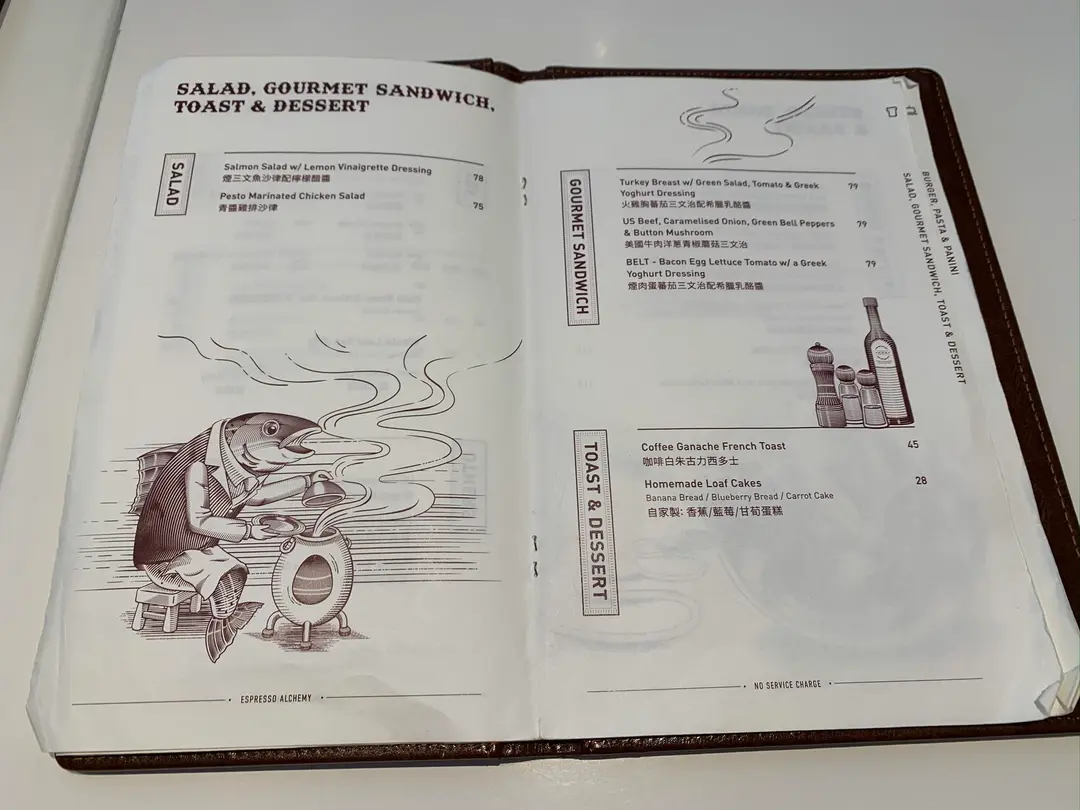 SALAD, GOURMET SANDWICH,
TOAST & DESSERT
SALAD
Salmon Salad w/ Lemon Vinaigrette Dressing 78
煙三文魚沙律配檸檬醋醬
Pesto Marinated Chicken Salad 75
青醬雞排沙律
ESPRESSO ALCHEMY
GOURMET SANDWICH
Turkey Breast w/ Green Salad, Tomato & Greek 79
Yoghurt Dressing
火雞胸蕃茄三文治配希臘乳酪醬
US Beef, Caramelised Onion, Green Bell Peppers 79
& Button Mushroom
美國牛肉洋蔥青椒蘑菇三文治
BELT - Bacon Egg Lettuce Tomato w/ a Greek 79
Yoghurt Dressing
煙肉蛋蕃茄三文治配希臘乳酪醬
TOAST & DESSERT
Coffee Ganache French Toast 45
咖啡白朱古力西多士
Homemade Loaf Cakes 28
Banana Bread / Blueberry Bread / Carrot Cake
自家製: 香蕉/藍莓/甘荀蛋糕
NO SERVICE CHARGE
BURGER, PASTA & PANINI
SALAD, GOURMET SANDWICH, TOAST & DESSERT